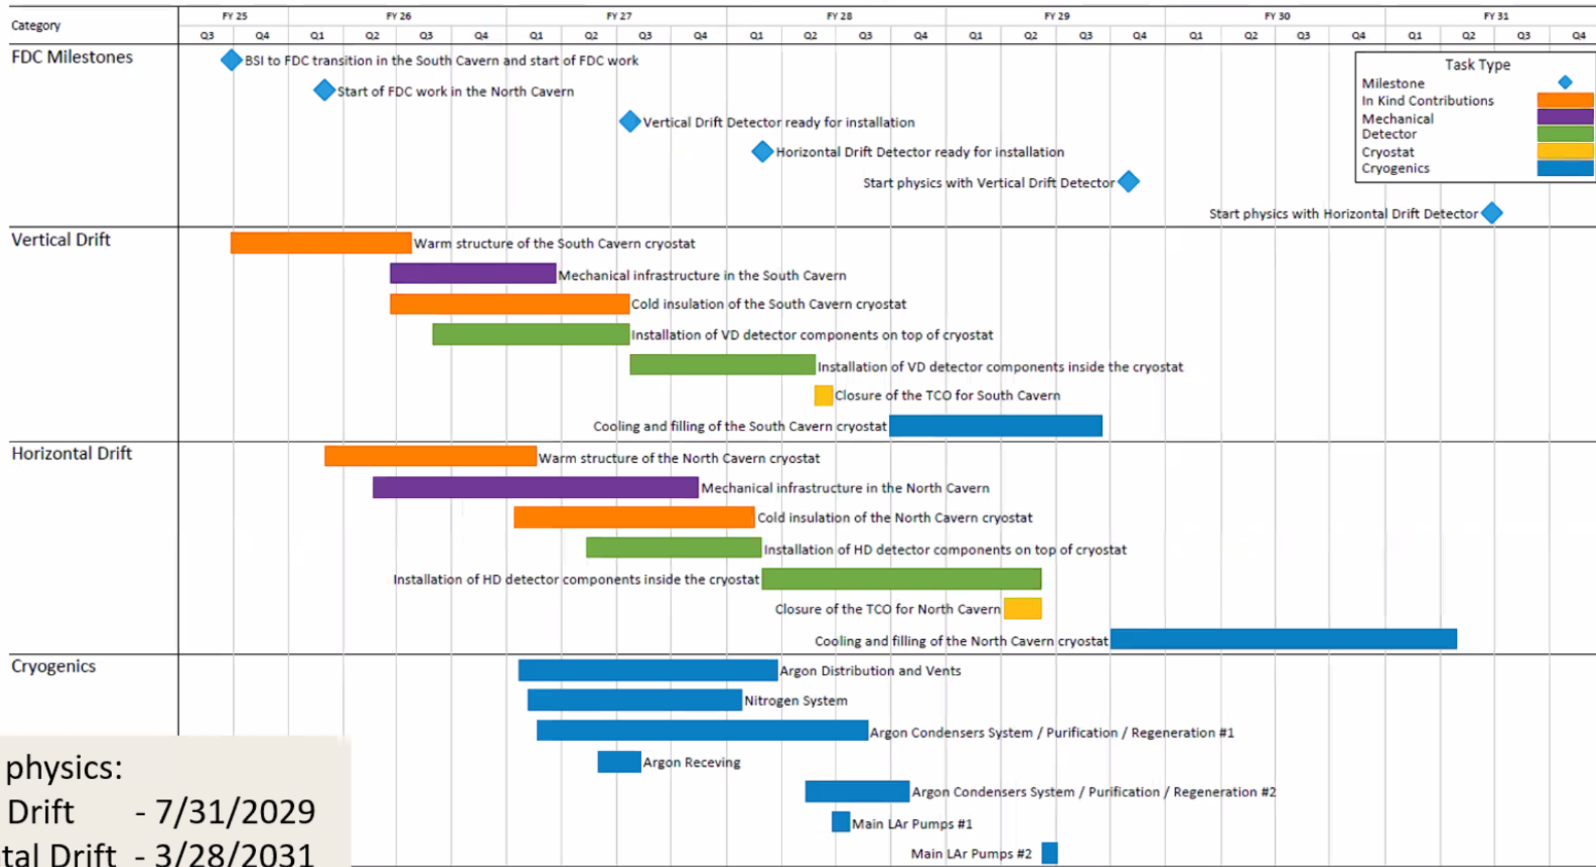 Category
FY 25 FY 26 FY 27 FY 28 FY 29 FY 30 FY 31
Q3 Q4 Q1 Q2 Q3 Q4 Q1 Q2 Q3 Q4 Q1 Q2 Q3 Q4 Q1 Q2 Q3 Q4 Q1 Q2 Q3 Q4 Q1 Q2 Q3 Q4
FDC Milestones
BSI to FDC transition in the South Cavern and start of FDC work
Start of FDC work in the North Cavern
Vertical Drift Detector ready for installation
Horizontal Drift Detector ready for installation
Start physics with Vertical Drift Detector
Start physics with Horizontal Drift Detector
Task Type
Milestone
In Kind Contributions
Mechanical
Detector
Cryostat
Cryogenics
Vertical Drift
Warm structure of the South Cavern cryostat
Mechanical infrastructure in the South Cavern
Cold insulation of the South Cavern cryostat
Installation of VD detector components on top of cryostat
Installation of VD detector components inside the cryostat
Closure of the TCO for South Cavern
Cooling and filling of the South Cavern cryostat
Horizontal Drift
Warm structure of the North Cavern cryostat
Mechanical infrastructure in the North Cavern
Cold insulation of the North Cavern cryostat
Installation of HD detector components on top of cryostat
Installation of HD detector components inside the cryostat
Closure of the TCO for North Cavern
Cooling and filling of the North Cavern cryostat
Cryogenics
Argon Distribution and Vents
Nitrogen System
Argon Condensers System / Purification / Regeneration #1
Argon Receving
Argon Condensers System / Purification / Regeneration #2
Main LAr Pumps #1
Main LAr Pumps #2
physics:
Drift - 7/31/2029
ntal Drift - 3/28/2031